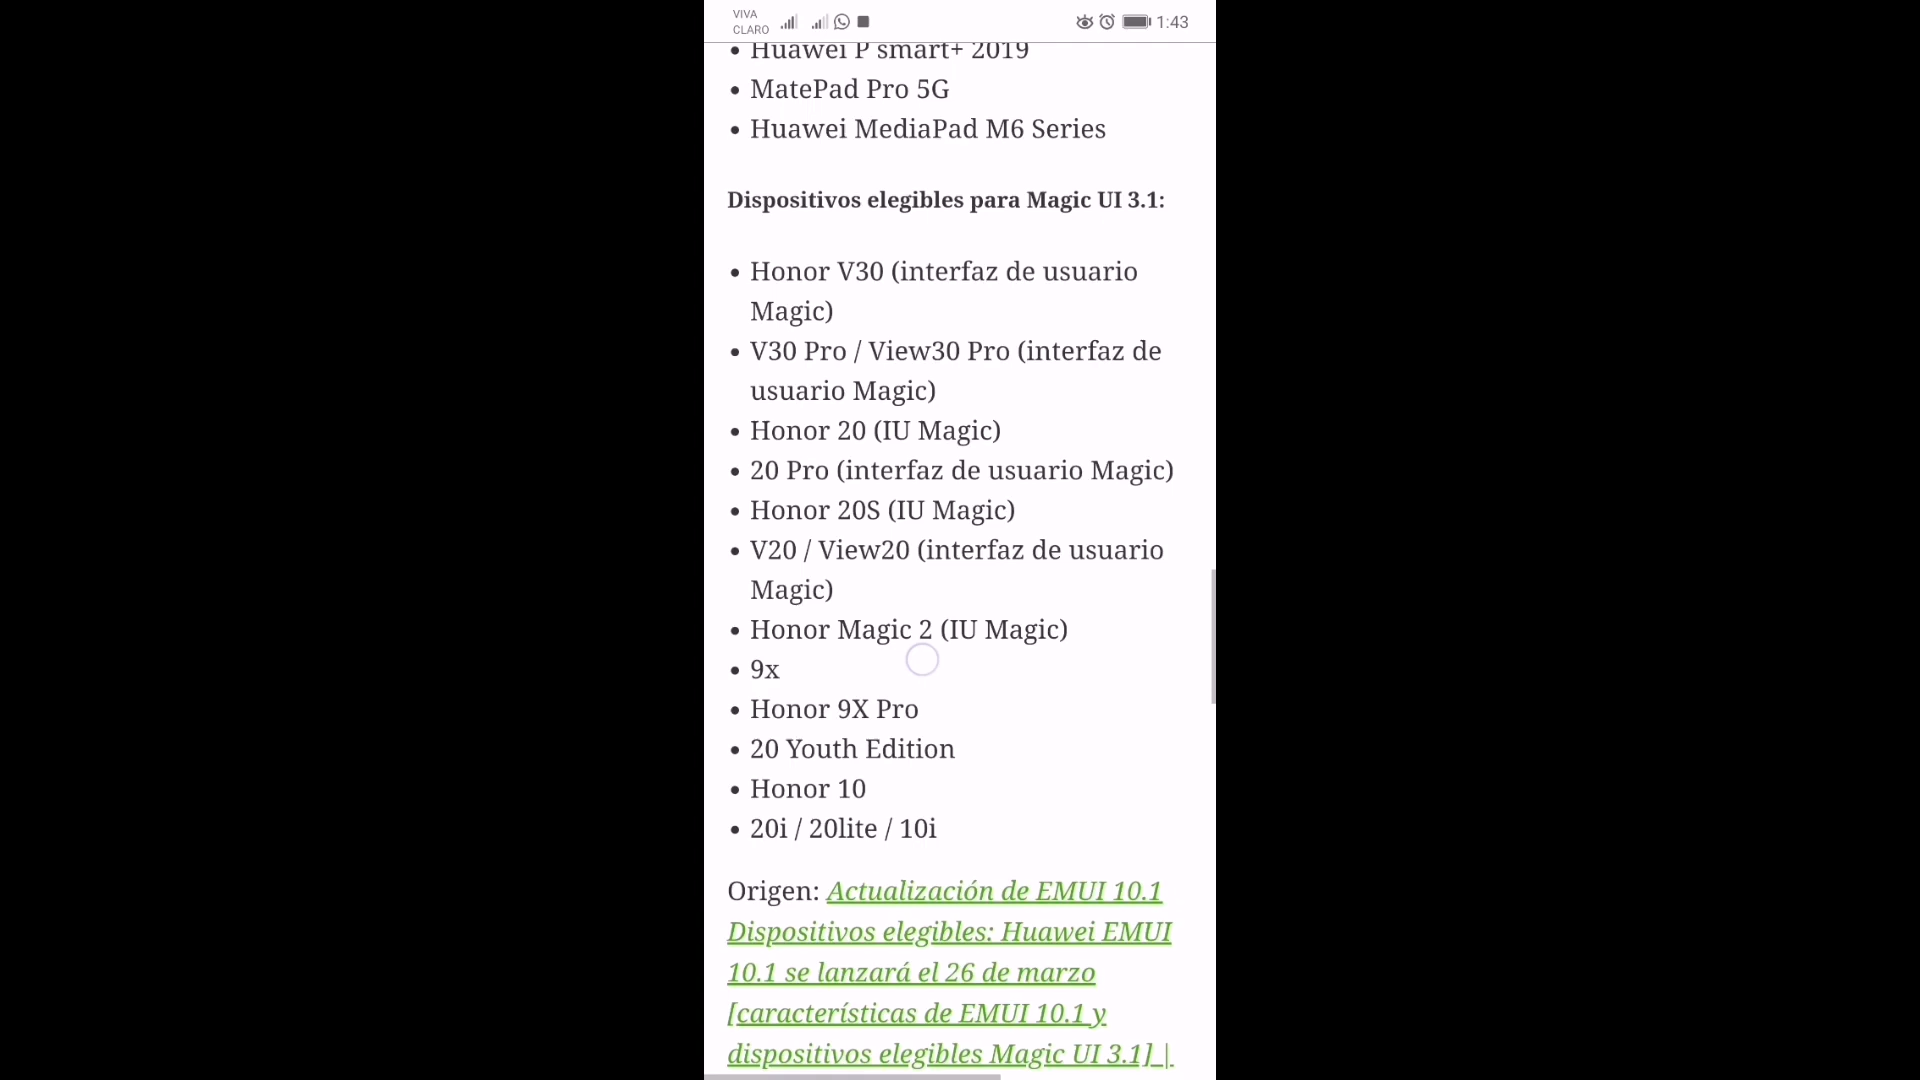 VIVA
CLARO
1:43
• Huawei P smart+ 2019
• MatePad Pro 5G
• Huawei MediaPad M6 Series
Dispositivos elegibles para Magic UI 3.1:
• Honor V30 (interfaz de usuario
Magic)
• V30 Pro / View30 Pro (interfaz de
usuario Magic)
• Honor 20 (IU Magic)
• 20 Pro (interfaz de usuario Magic)
• Honor 20S (IU Magic)
• V20 / View20 (interfaz de usuario
Magic)
• Honor Magic 2 (IU Magic)
• 9x
• Honor 9X Pro
• 20 Youth Edition
• Honor 10
• 20i / 20lite / 10i
Origen: Actualización de EMUI 10.1
Dispositivos elegibles: Huawei EMUI
10.1 se lanzará el 26 de marzo
[características de EMUI 10.1 y
dispositivos elegibles Magic UI 3.1] |